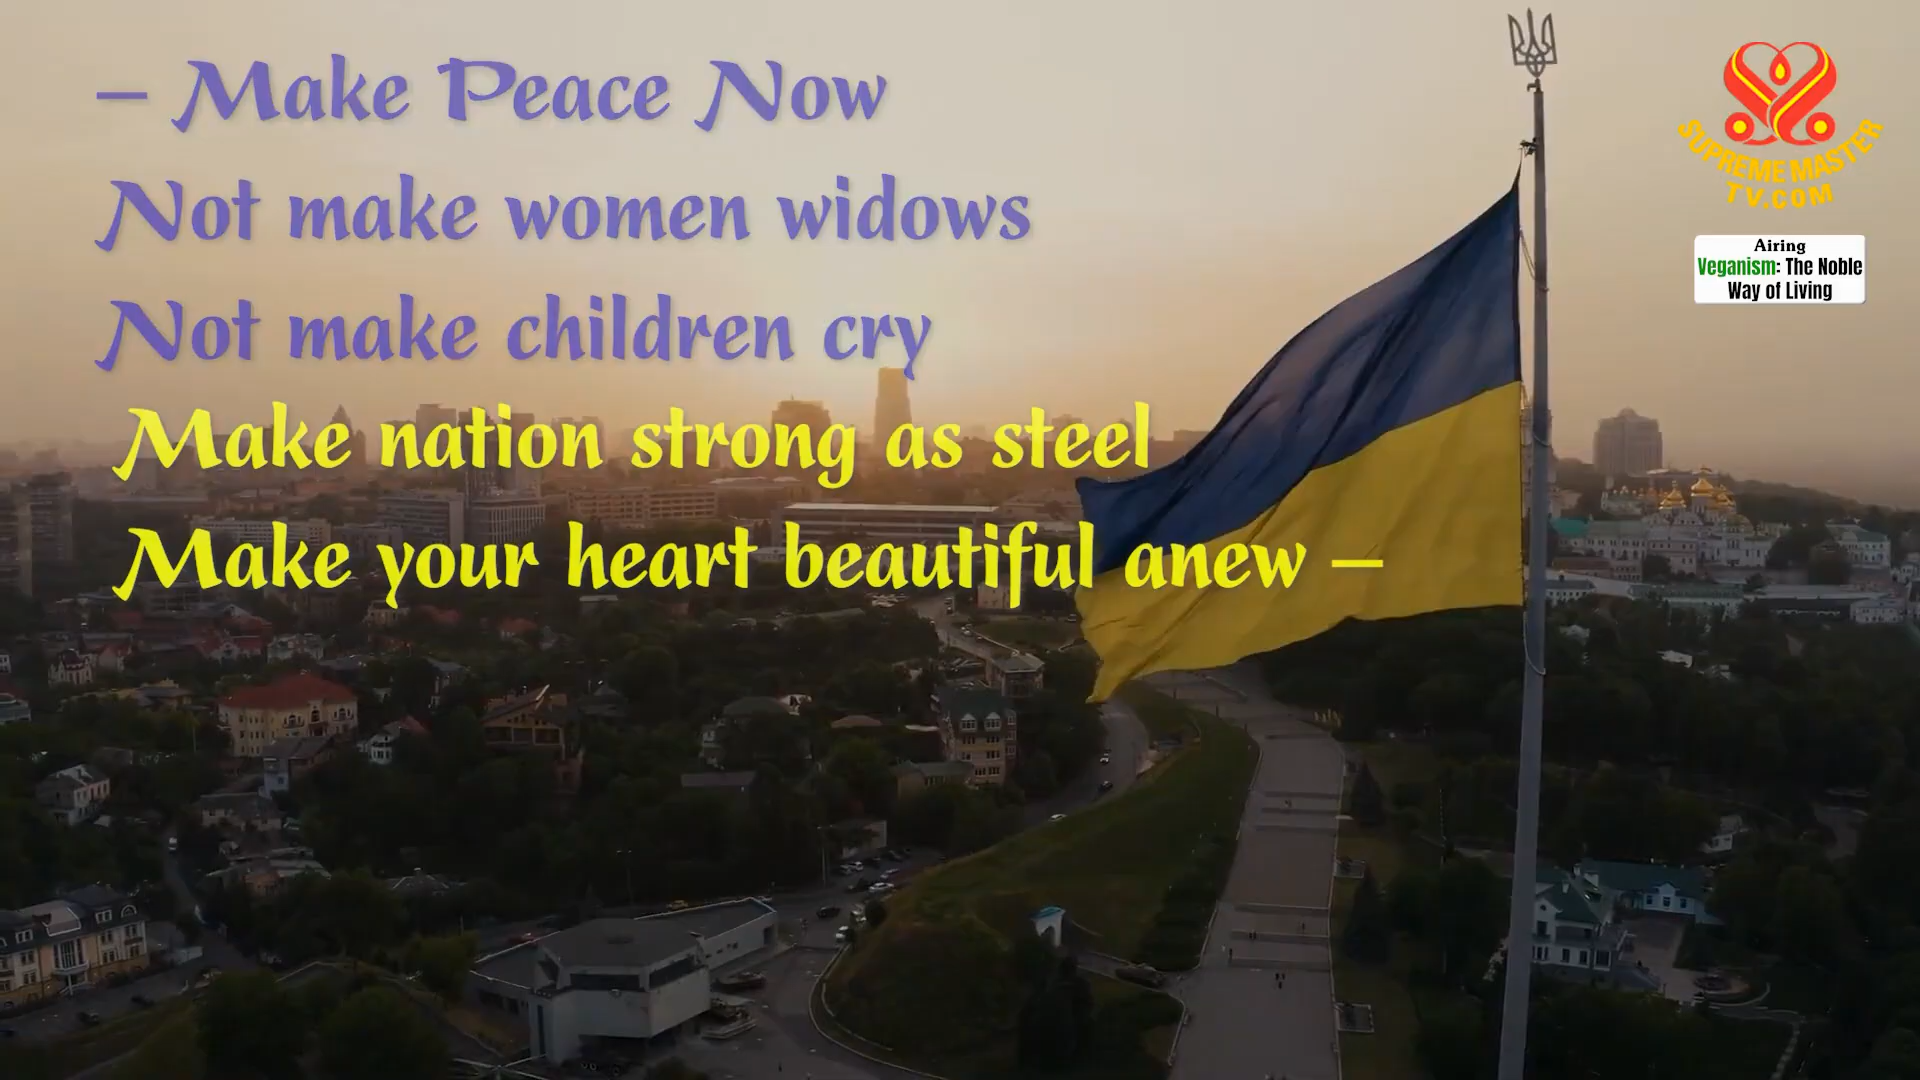 – Make Peace Now
Not make women widows
Not make children cry
Make nation strong as steel
Make your heart beautiful anew –
SUPREME MASTER
TV.COM
Airing
Veganism: The Noble
Way of Living